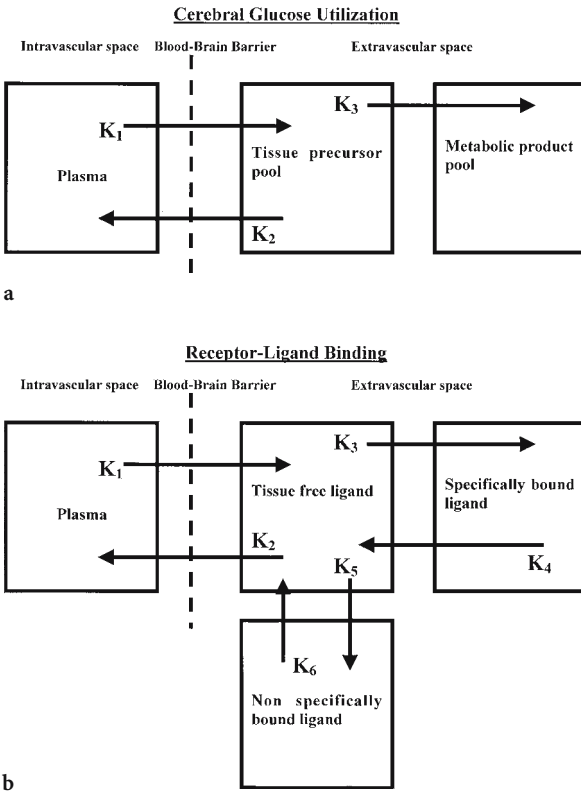 Cerebral Glucose Utilization
Intravascular space Blood-Brain Barrier Extravascular space
K1
K3
Plasma
Tissue precursor
pool
Metabolic product
pool
K2
a
Receptor-Ligand Binding
Intravascular space Blood-Brain Barrier Extravascular space
K1
K3
Plasma
Tissue free ligand
Specifically bound
ligand
K2
K5
K4
K6
Non specifically
bound ligand
b